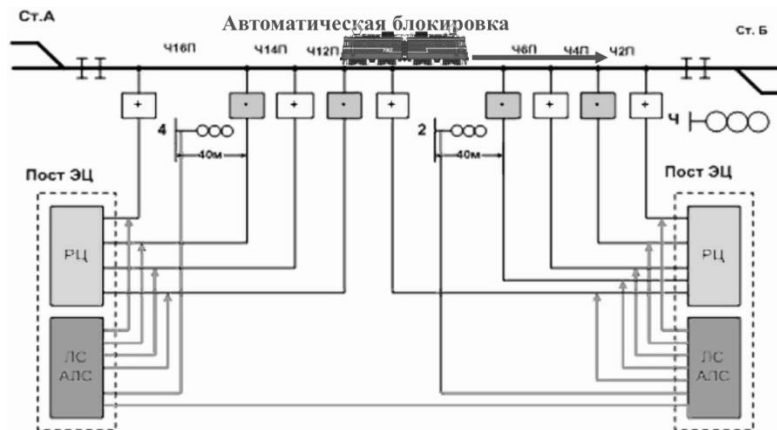 Автоматическая блокировка
Ст.А
Ст. Б
Ч16П
Ч14П
Ч12П
Ч6П
Ч4П
Ч2П
+
+
+
+
+
4
2
Ч
40м
40м
Пост ЭЦ
Пост ЭЦ
РЦ
РЦ
ЛС
АЛС
ЛС
АЛС